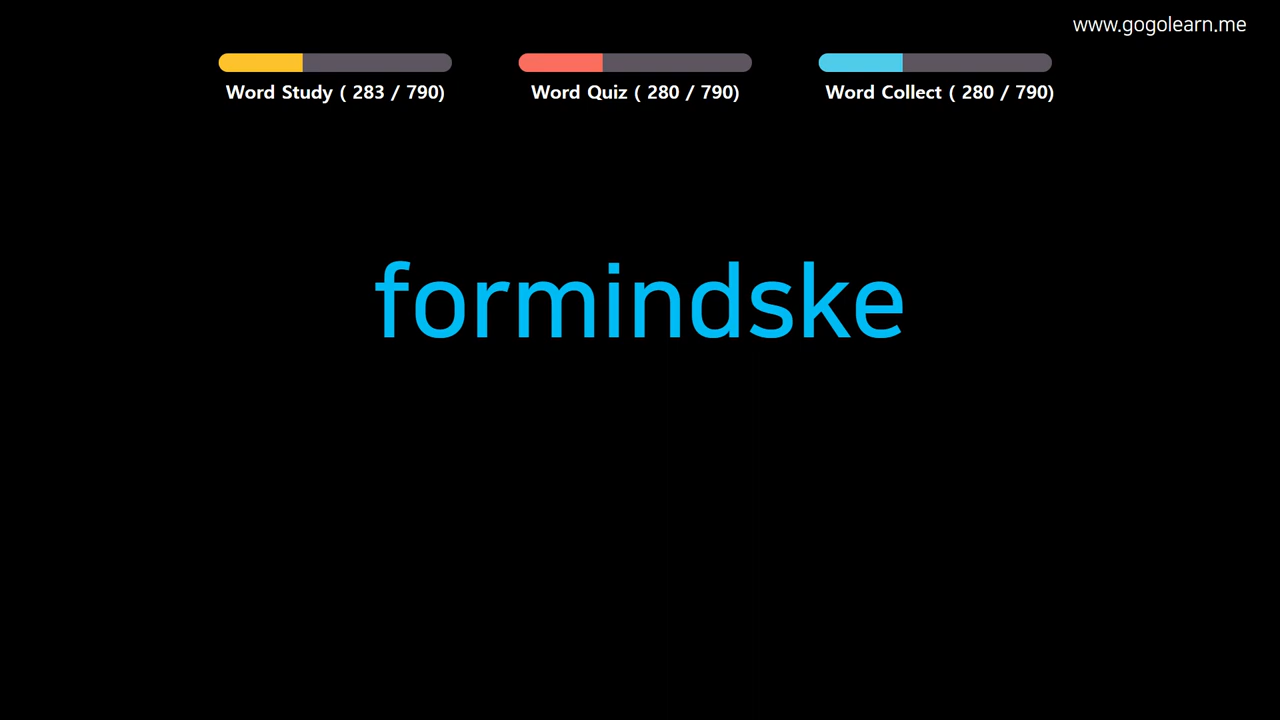 www.gogolearn.me
Word Study ( 283 / 790)
Word Quiz ( 280 / 790)
Word Collect ( 280 / 790)
formindske